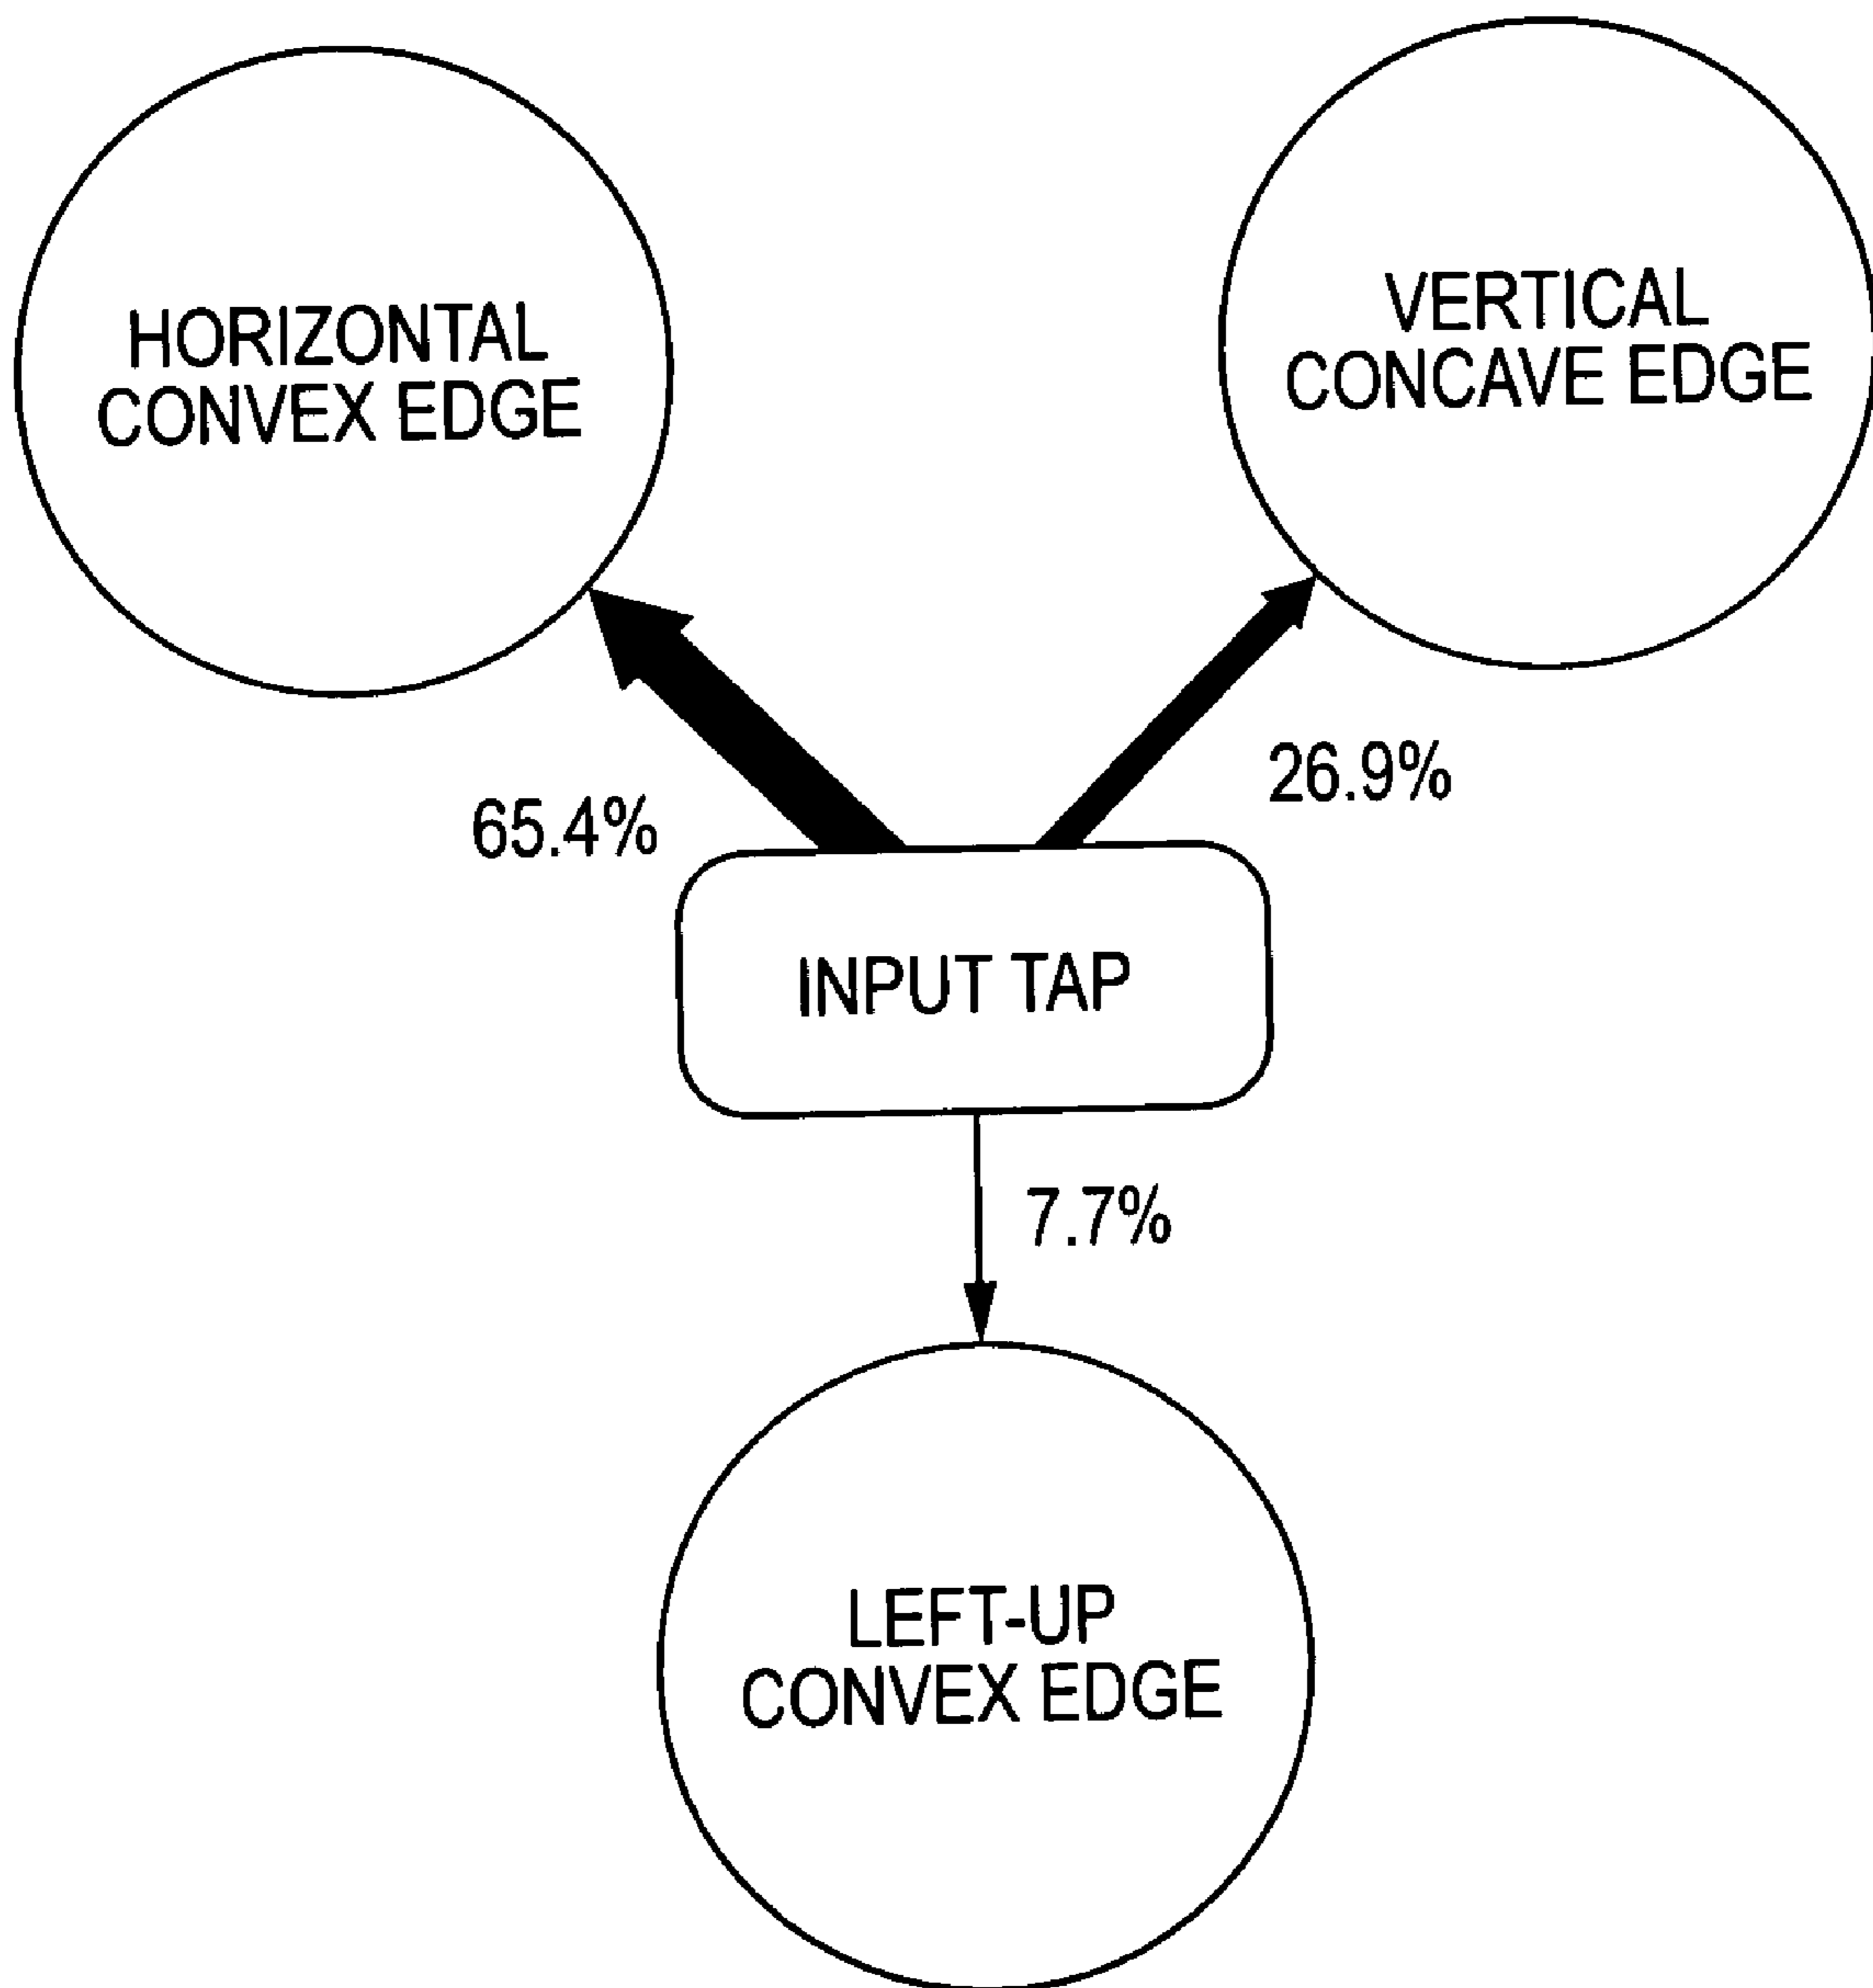 HORIZONTAL
CONVEX EDGE
VERTICAL
CONCAVE EDGE
65.4%
26.9%
INPUT TAP
7.7%
LEFT-UP
CONVEX EDGE